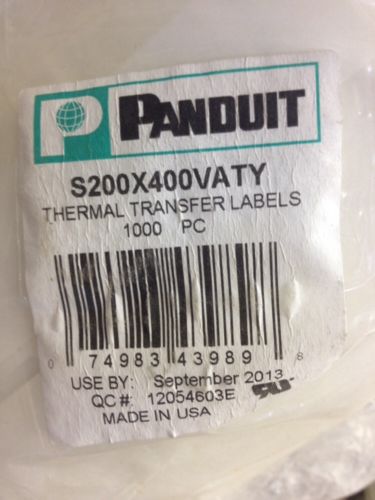 P PANDUIT
S200X400VATY
THERMAL TRANSFER LABELS
1000 PC
0 74983 43989 8
USE BY: September 2013
QC#: 12054603E
MADE IN USA